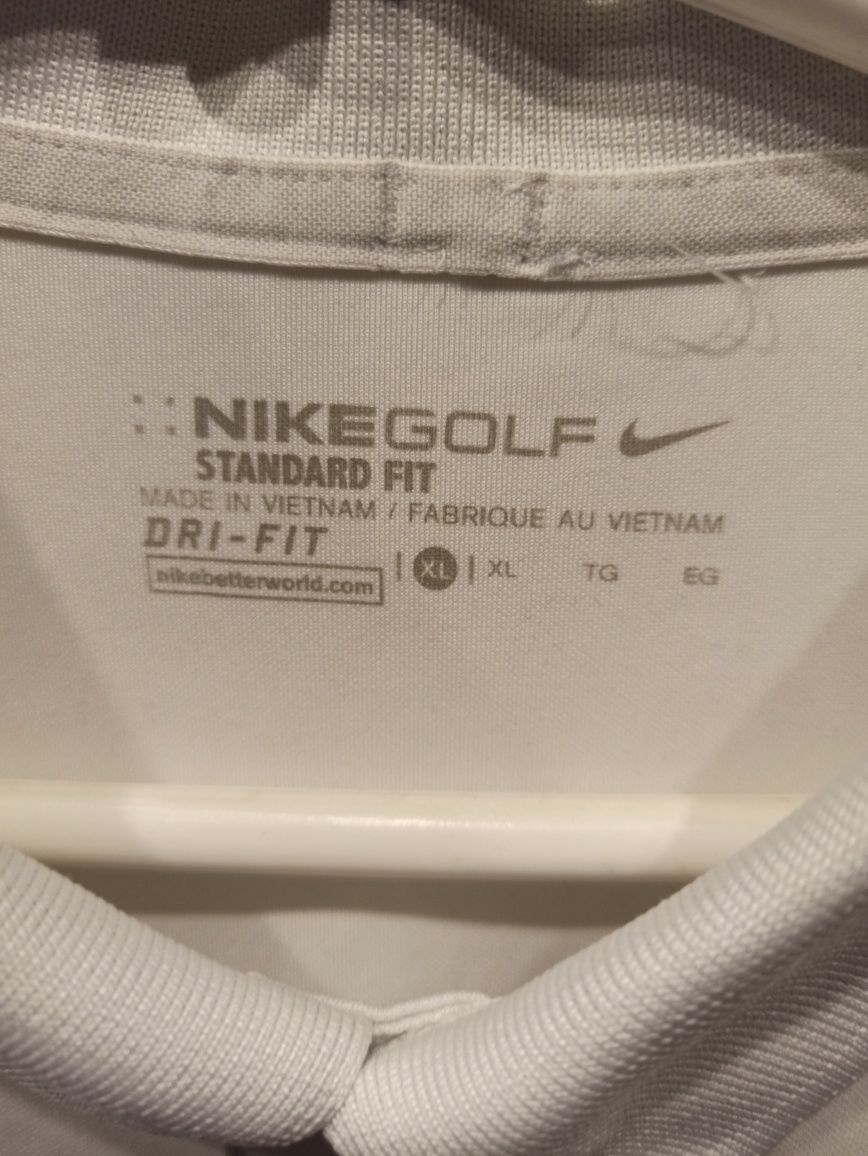 NIKEGOLF
STANDARD FIT
MADE IN VIETNAM / FABRIQUE AU VIETNAM
DRI-FIT
nikebetterworld.com | XL | XL TG EG